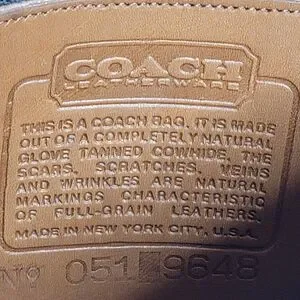 COACH
LEATHERWARE
THIS IS A COACH BAG. IT IS MADE
OUT OF A COMPLETELY NATURAL
GLOVE TANNED COWHIDE, THE
SCARS, SCRATCHES, VEINS
AND WRINKLES ARE NATURAL
MARKINGS CHARACTERISTIC
OF FULL-GRAIN LEATHERS.
MADE IN NEW YORK CITY, U.S.A.
Nº 051 9648